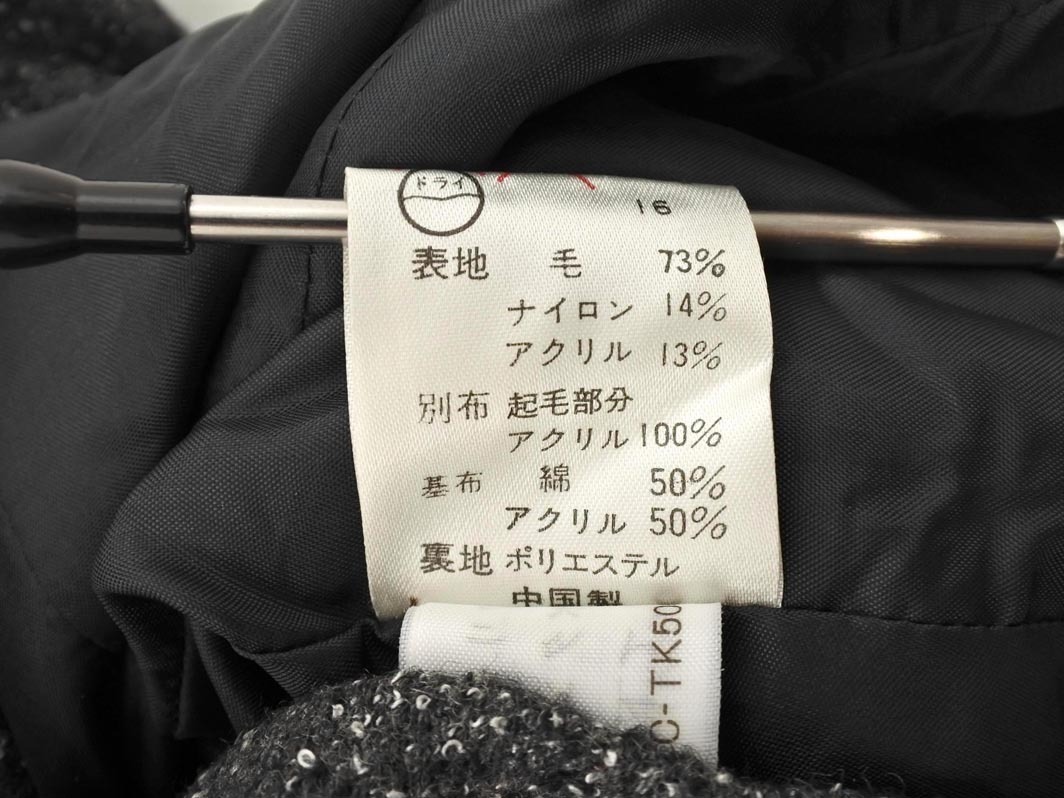 ドライ
16
表地 毛 73%
ナイロン 14%
アクリル 13%
別布 起毛部分
アクリル 100%
基布 綿 50%
アクリル 50%
裏地 ポリエステル
中国製
C-TK50